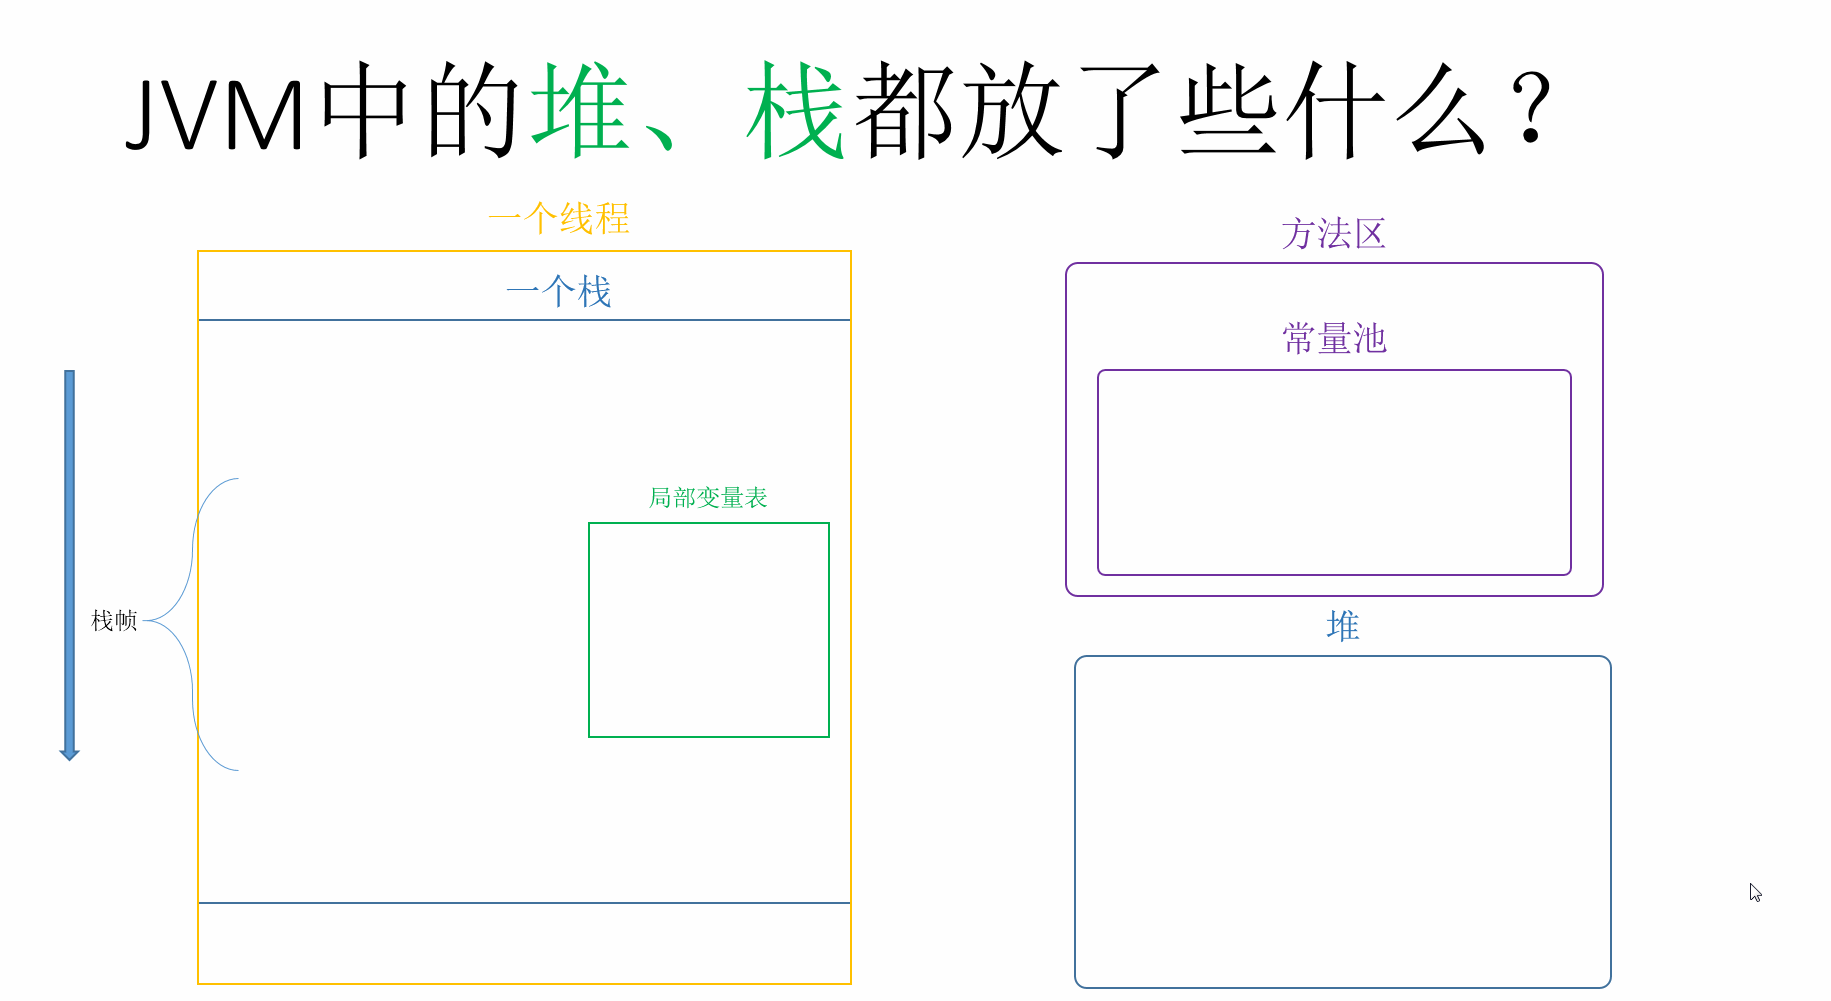 JVM中的堆、栈都放了些什么？
一个线程
一个栈
局部变量表
栈帧
方法区
常量池
堆